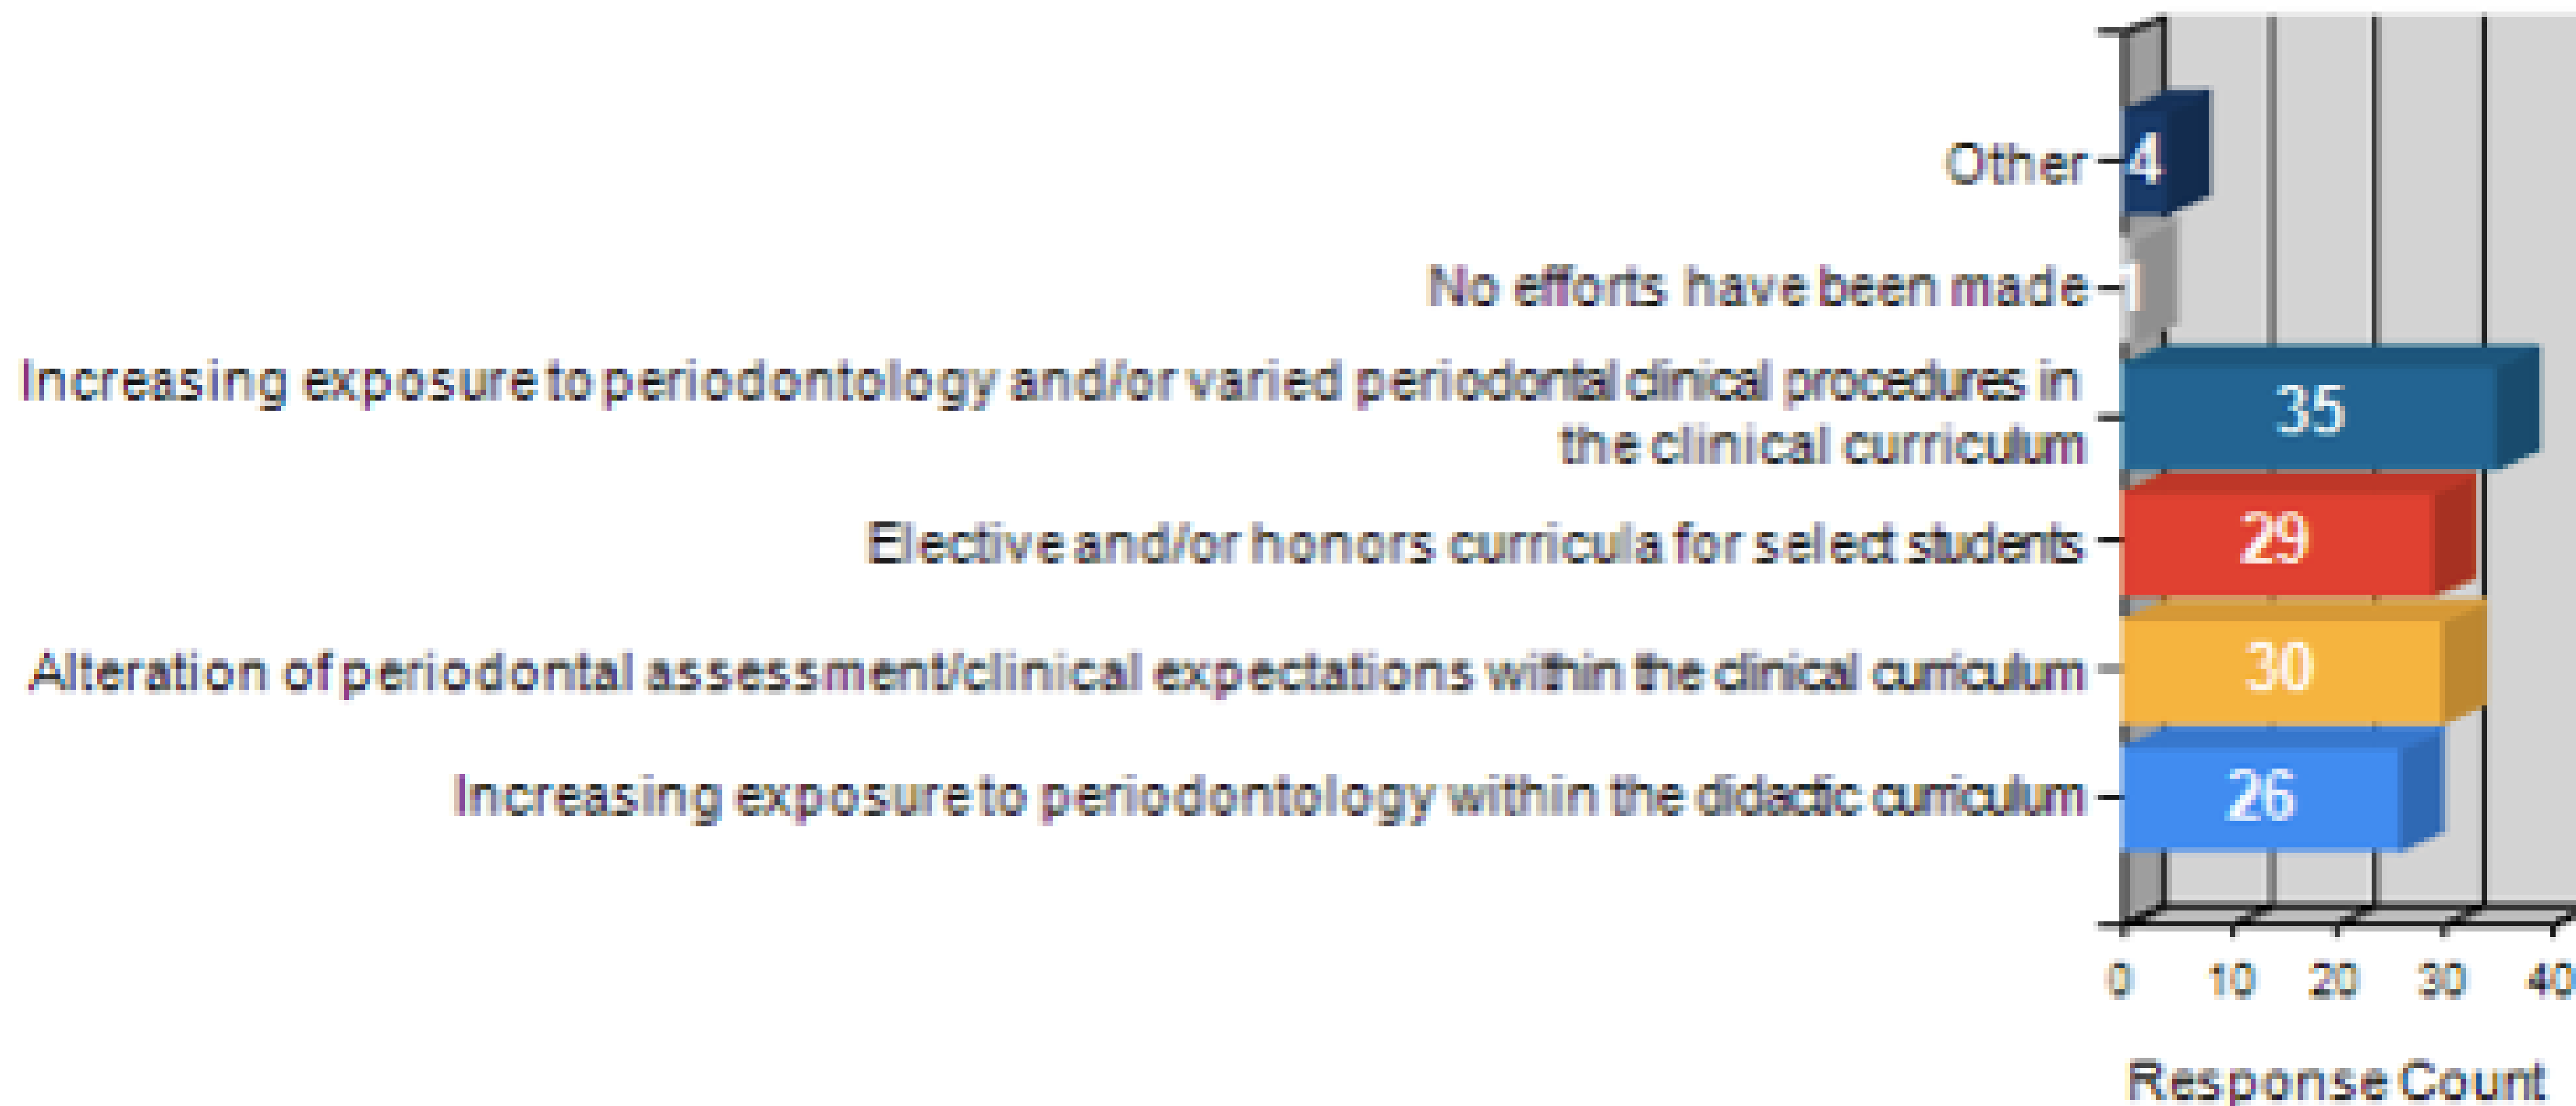 Other
4
No efforts have been made
1
Increasing exposure to periodontology and/or varied periodontal clinical procedures in
the clinical curriculum
35
Elective and/or honors curricula for select students
29
Alteration of periodontal assessment/clinical expectations within the clinical curriculum
30
Increasing exposure to periodontology within the didactic curriculum
26
0 10 20 30 40
Response Count